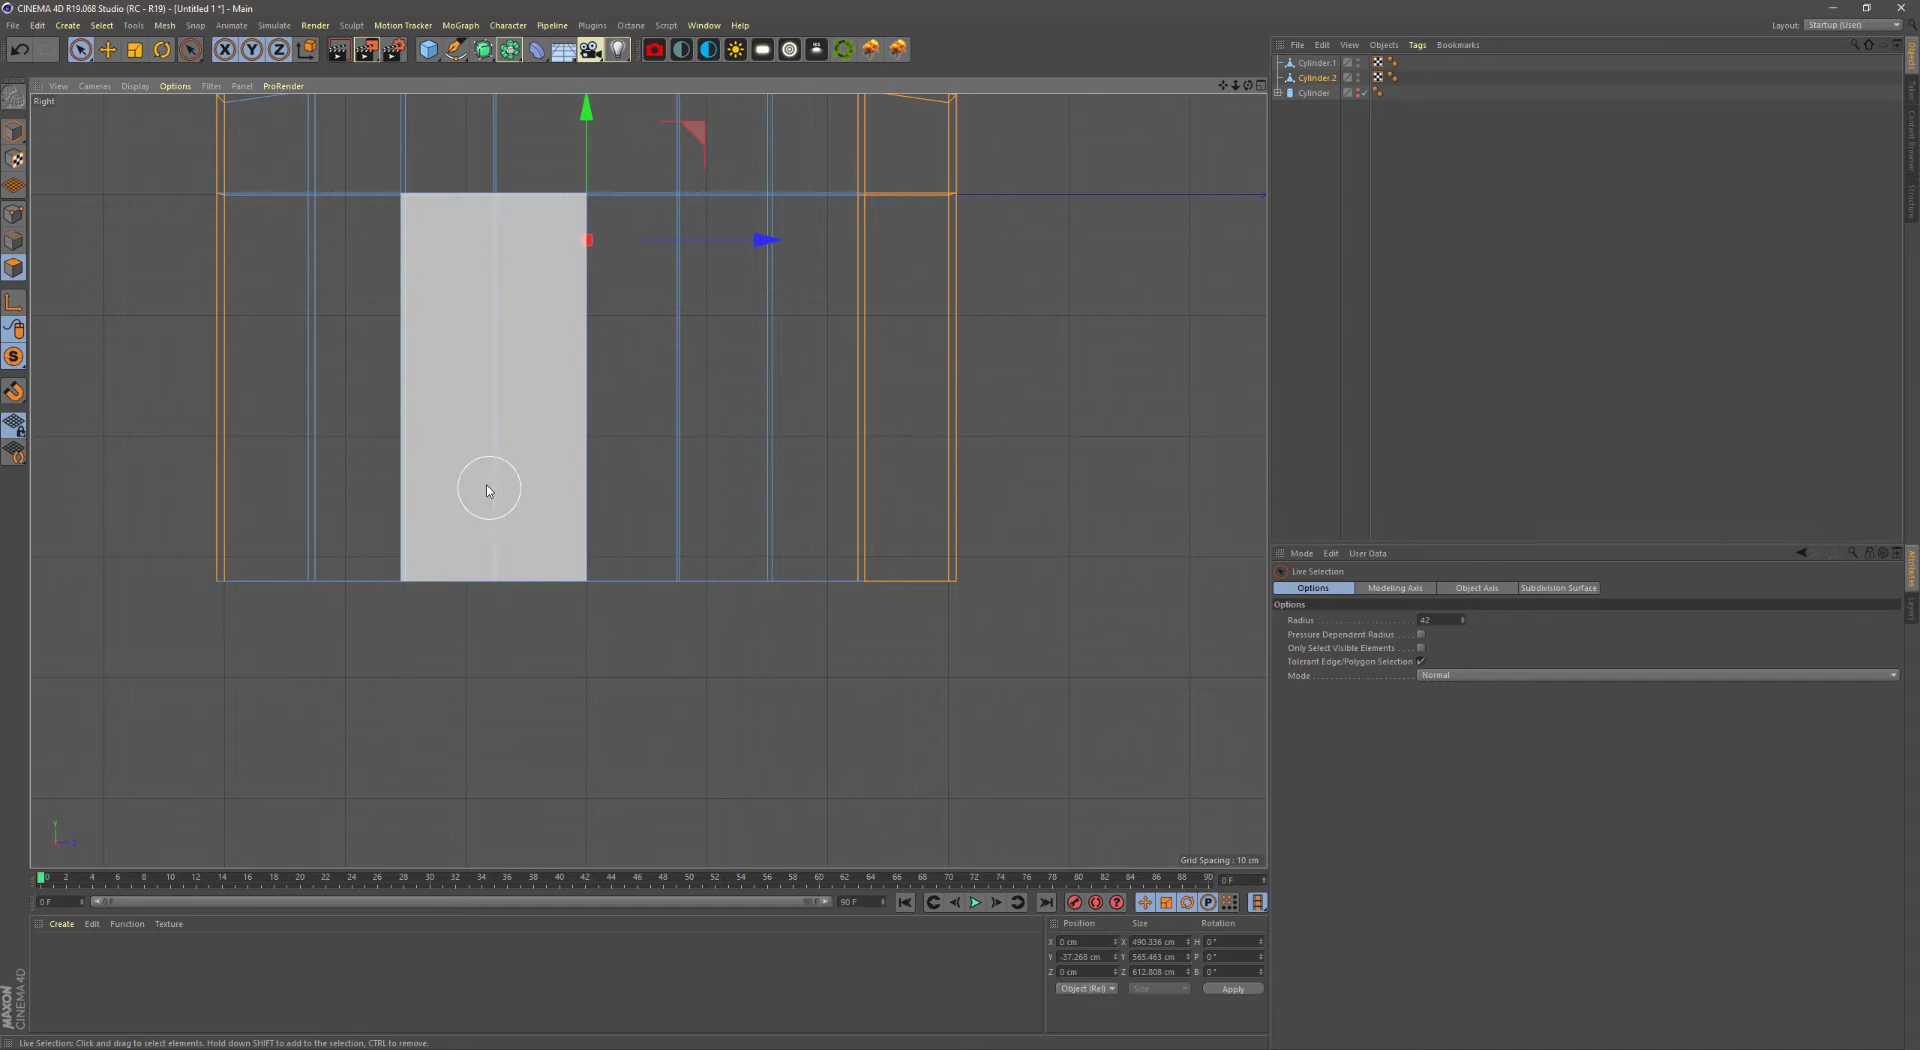 CINEMA 4D R19.068 Studio (RC - R19) - [Untitled 1 *] - Main
File Edit Create Select Tools Mesh Snap Animate Simulate Render Sculpt Motion Tracker MoGraph Character Pipeline Plugins Octane Script Window Help
Layout: Startup (User)
X Y Z
File Edit View Objects Tags Bookmarks
View Cameras Display Options Filter Panel ProRender
Right
Cylinder.1
Cylinder.2
Cylinder
Objects
Takes
Content Browser
Structure
S
Mode Edit User Data
Live Selection
Options Modeling Axis Object Axis Subdivision Surface
Options
Radius 42
Pressure Dependent Radius
Only Select Visible Elements
Tolerant Edge/Polygon Selection
Mode Normal
Attributes
Layers
Y
Z
Grid Spacing : 10 cm
0 2 4 6 8 10 12 14 16 18 20 22 24 26 28 30 32 34 36 38 40 42 44 46 48 50 52 54 56 58 60 62 64 66 68 70 72 74 76 78 80 82 84 86 88 90 0 F
0 F 0 F 90 F 90 F
P
Create Edit Function Texture
Position Size Rotation
X 0 cm X 490.336 cm H 0 °
Y -37.268 cm Y 565.463 cm P 0 °
Z 0 cm Z 612.808 cm B 0 °
Object (Rel) Size Apply
MAXON
CINEMA 4D
Live Selection: Click and drag to select elements. Hold down SHIFT to add to the selection, CTRL to remove.